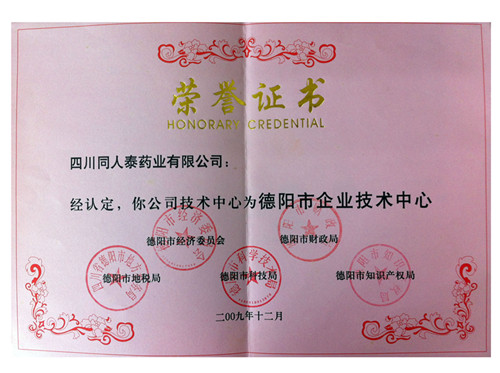 荣誉证书
HONORARY CREDENTIAL
四川同人泰药业有限公司：
经认定，你公司技术中心为德阳市企业技术中心
德阳市经济委员会 德阳市财政局
德阳市地税局 德阳市科技局 德阳市知识产权局
二00九年十二月